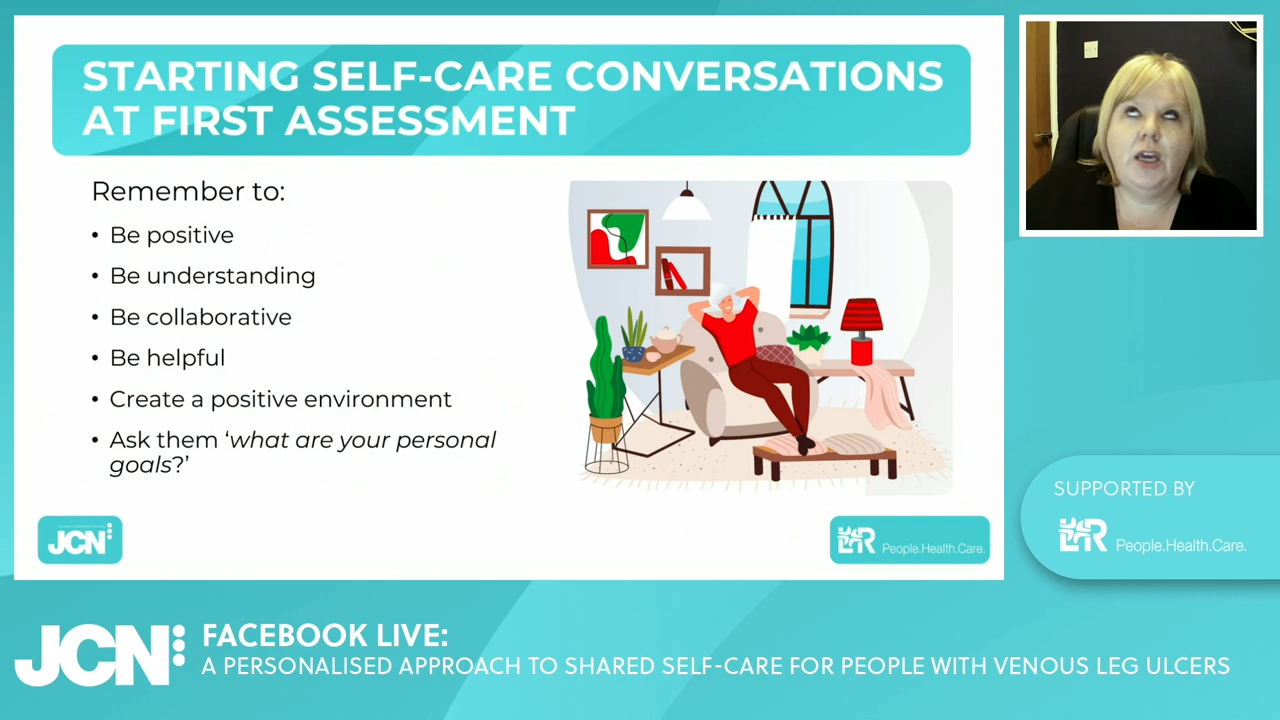 STARTING SELF-CARE CONVERSATIONS
AT FIRST ASSESSMENT
Remember to:
• Be positive
• Be understanding
• Be collaborative
• Be helpful
• Create a positive environment
• Ask them ‘what are your personal
goals?’
JCN
L&R People.Health.Care.
SUPPORTED BY
L&R People.Health.Care.
JCN
FACEBOOK LIVE:
A PERSONALISED APPROACH TO SHARED SELF-CARE FOR PEOPLE WITH VENOUS LEG ULCERS